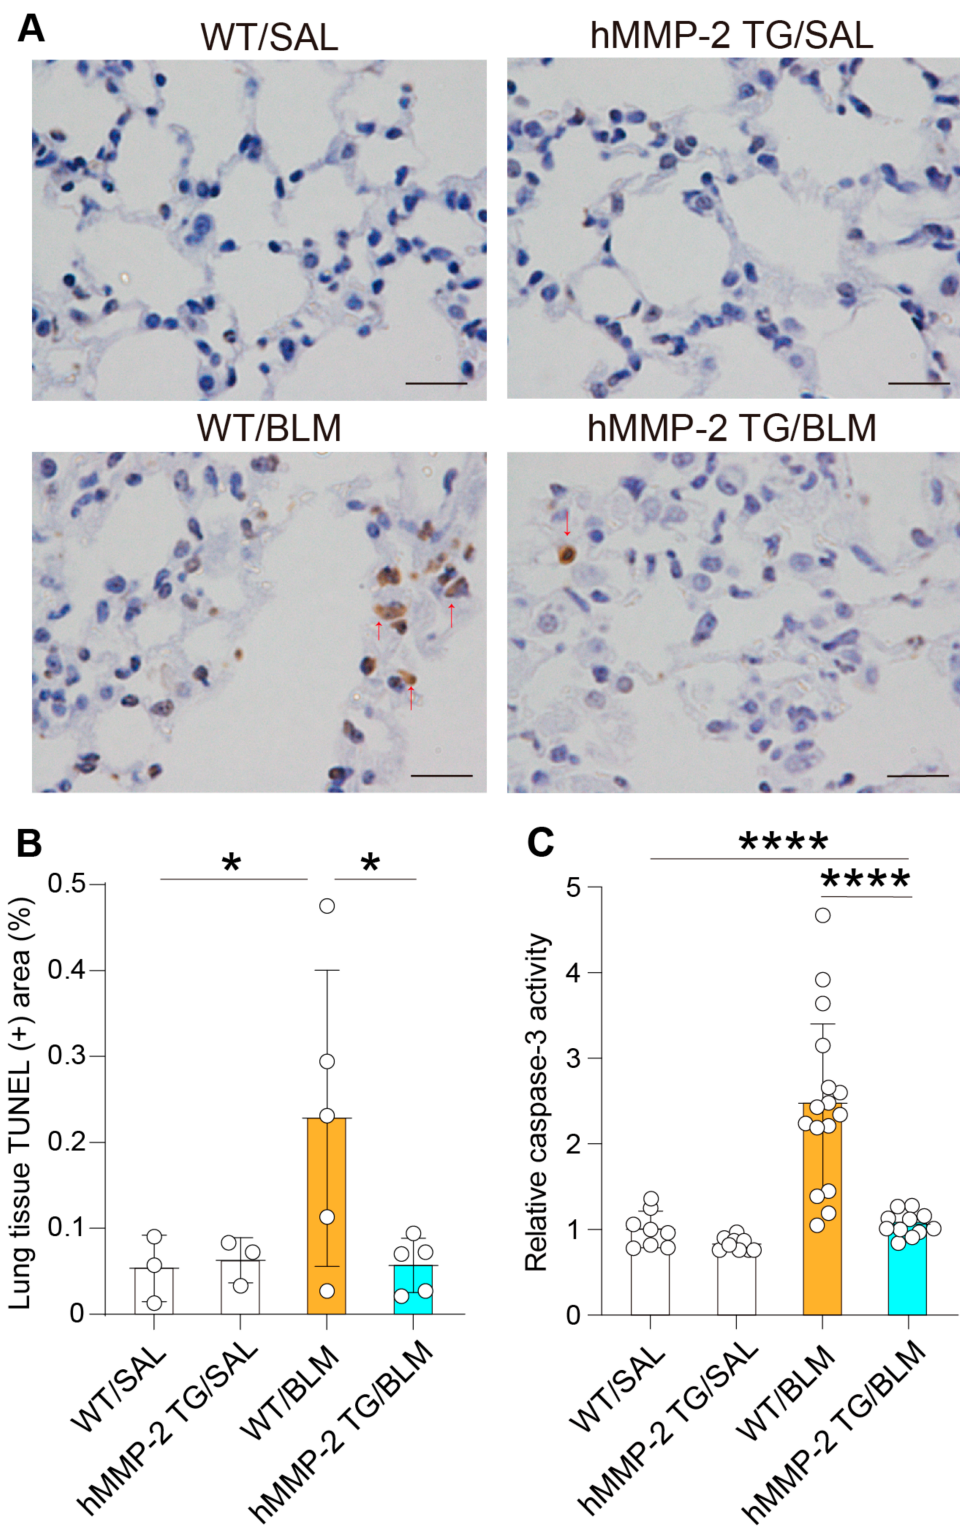 A
WT/SAL
hMMP-2 TG/SAL
WT/BLM
hMMP-2 TG/BLM
B
* *
Lung tissue TUNEL (+) area (%)
0.5
0.4
0.3
0.2
0.1
0
WT/SAL
hMMP-2 TG/SAL
WT/BLM
hMMP-2 TG/BLM
C
****
****
Relative caspase-3 activity
5
4
3
2
1
0
WT/SAL
hMMP-2 TG/SAL
WT/BLM
hMMP-2 TG/BLM